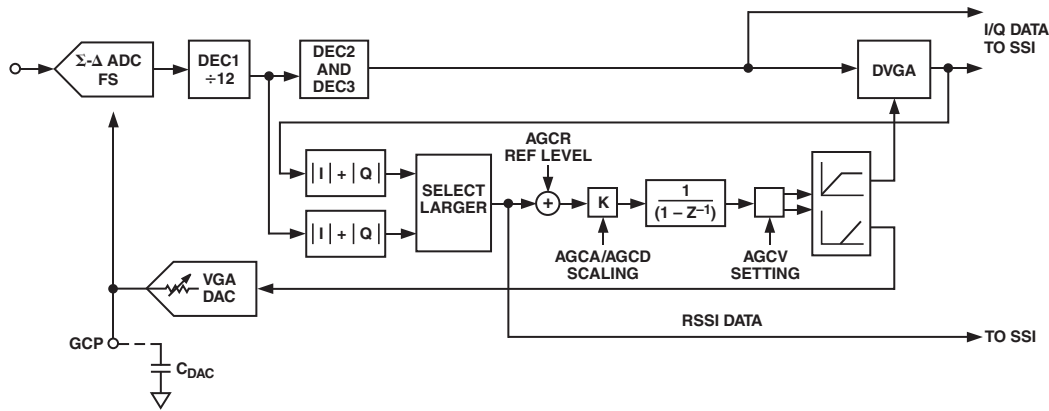 Σ-Δ ADC
FS
DEC1
÷12
DEC2
AND
DEC3
DVGA
I/Q DATA
TO SSI
|I| + |Q|
|I| + |Q|
SELECT
LARGER
AGCR
REF LEVEL
+
K
AGCA/AGCD
SCALING
1
(1 – Z–1)
AGCV
SETTING
VGA
DAC
RSSI DATA
TO SSI
GCP
CDAC